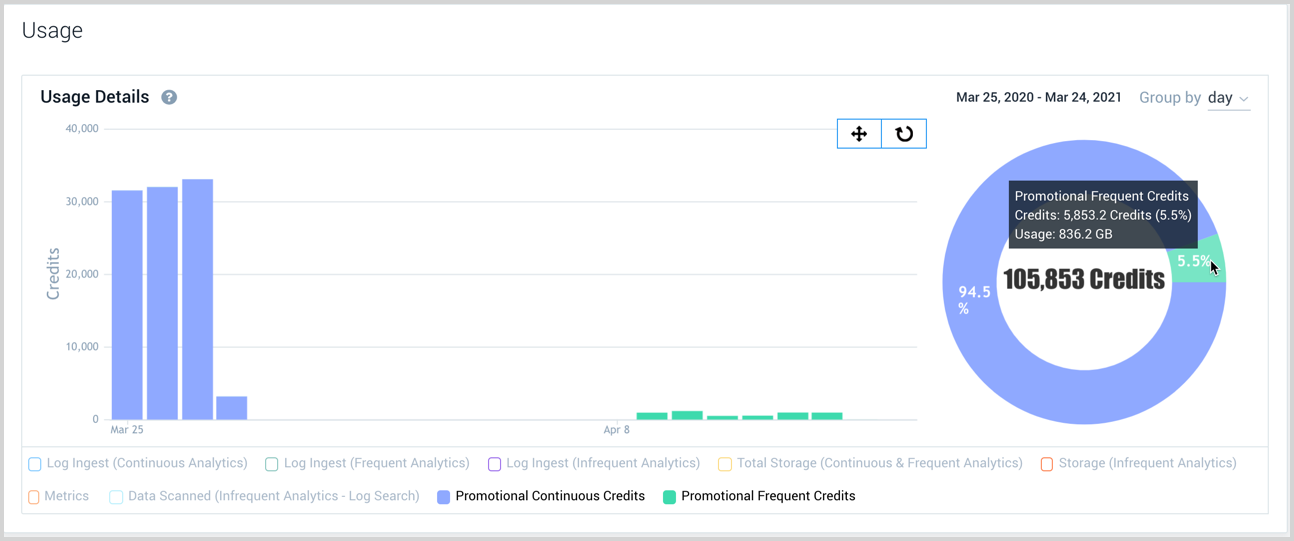 Usage
Usage Details ?
Mar 25, 2020 - Mar 24, 2021 Group by day
40,000
30,000
20,000
10,000
0
Credits
Mar 25 Apr 8
Promotional Frequent Credits
Credits: 5,853.2 Credits (5.5%)
Usage: 836.2 GB
5.5%
105,853 Credits
94.5
%
Log Ingest (Continuous Analytics) Log Ingest (Frequent Analytics) Log Ingest (Infrequent Analytics) Total Storage (Continuous & Frequent Analytics) Storage (Infrequent Analytics)
Metrics Data Scanned (Infrequent Analytics - Log Search) Promotional Continuous Credits Promotional Frequent Credits